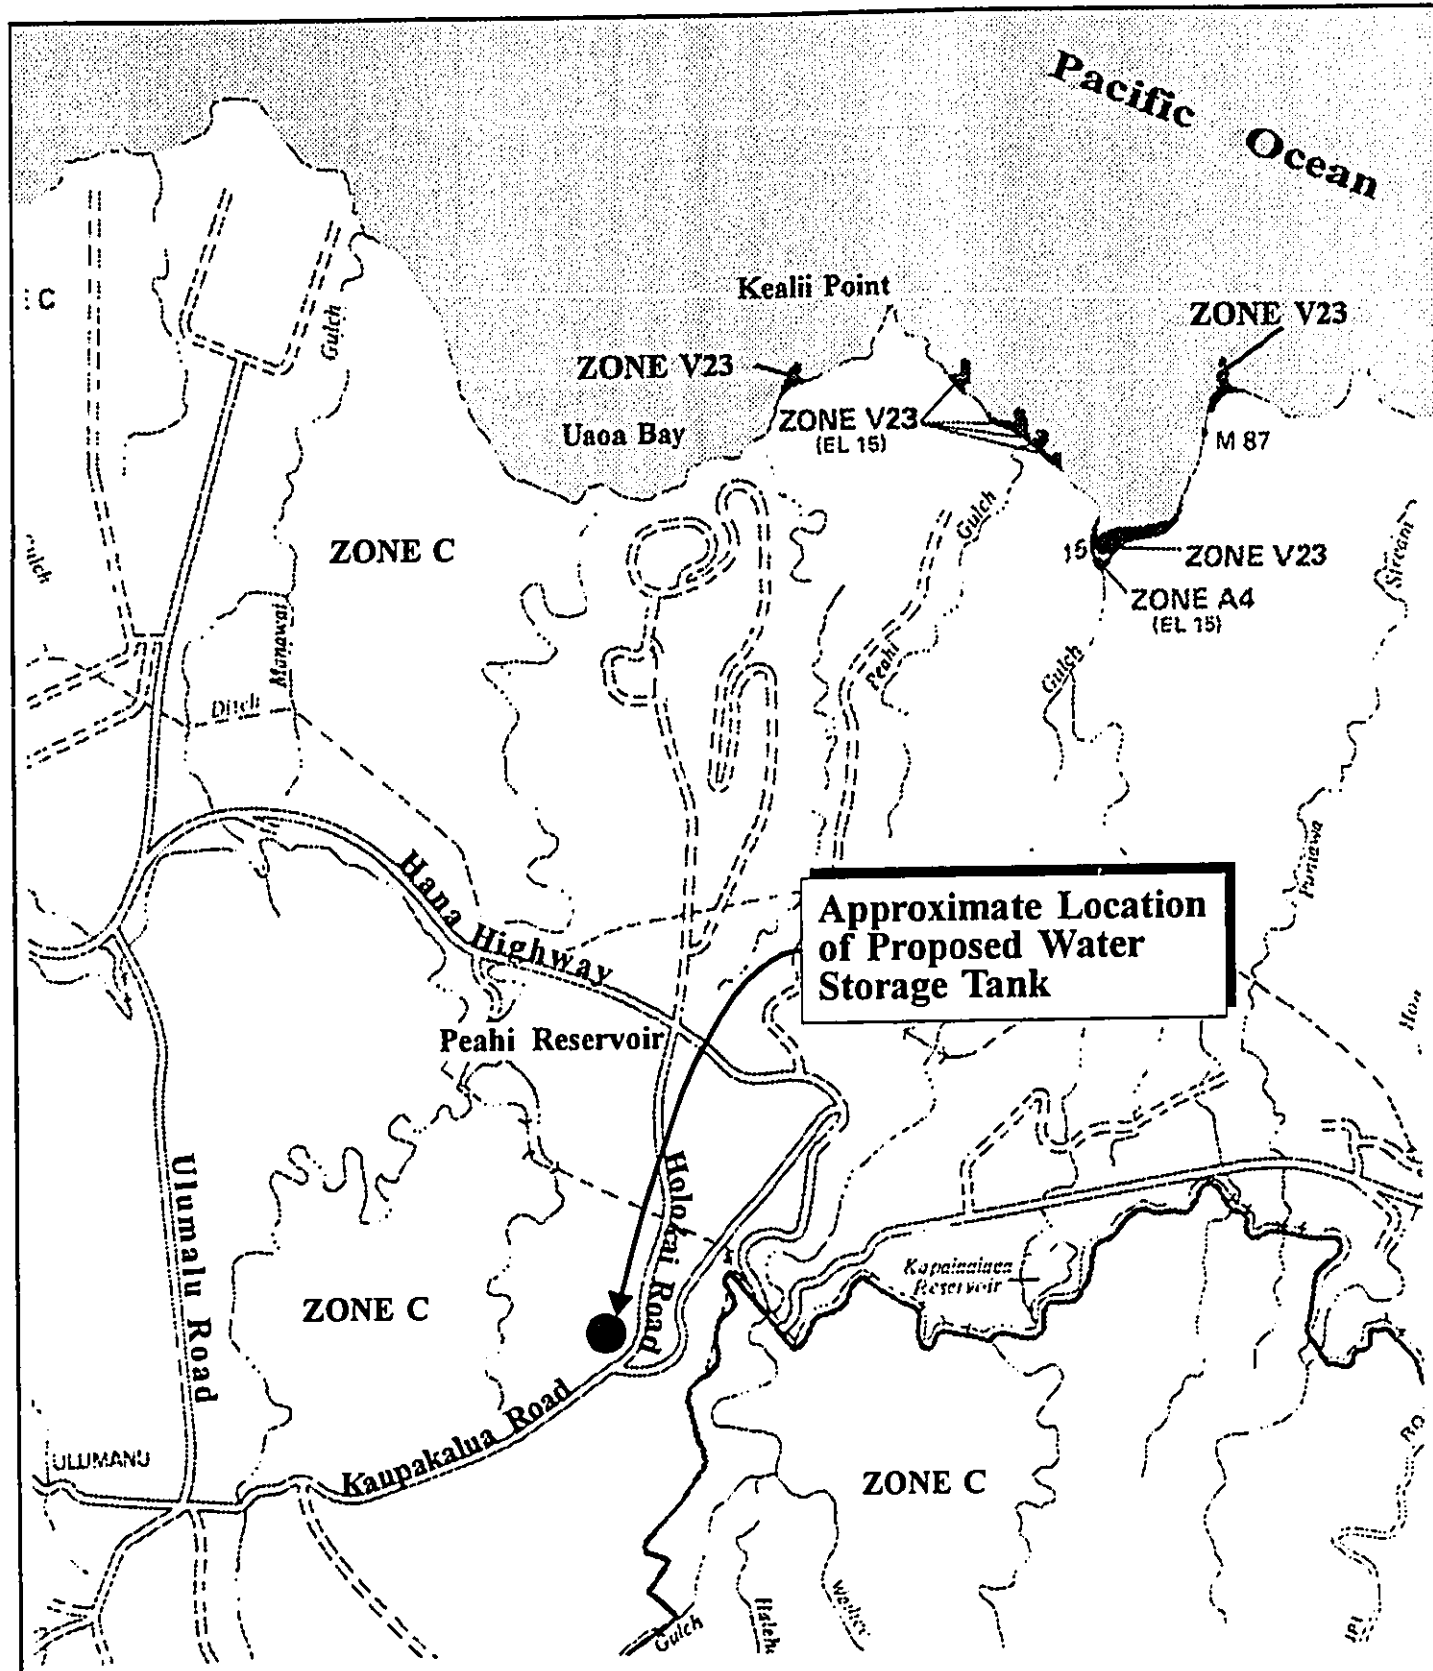 Pacific Ocean
: C
Gulch
Kealii Point
ZONE V23
ZONE V23
ZONE V23
(EL 15)
Uaoa Bay
M 87
ZONE C
Gulch
Gulch
15
ZONE V23
ZONE A4
(EL 15)
Stream
Manawai
Ditch
Peahi
Gulch
Hana Highway
Approximate Location
of Proposed Water
Storage Tank
Peahi Reservoir
Ulumalu Road
Holokai Road
Reservoir
ZONE C
Kaupakalua Road
ULUMANU
ZONE C
Gulch